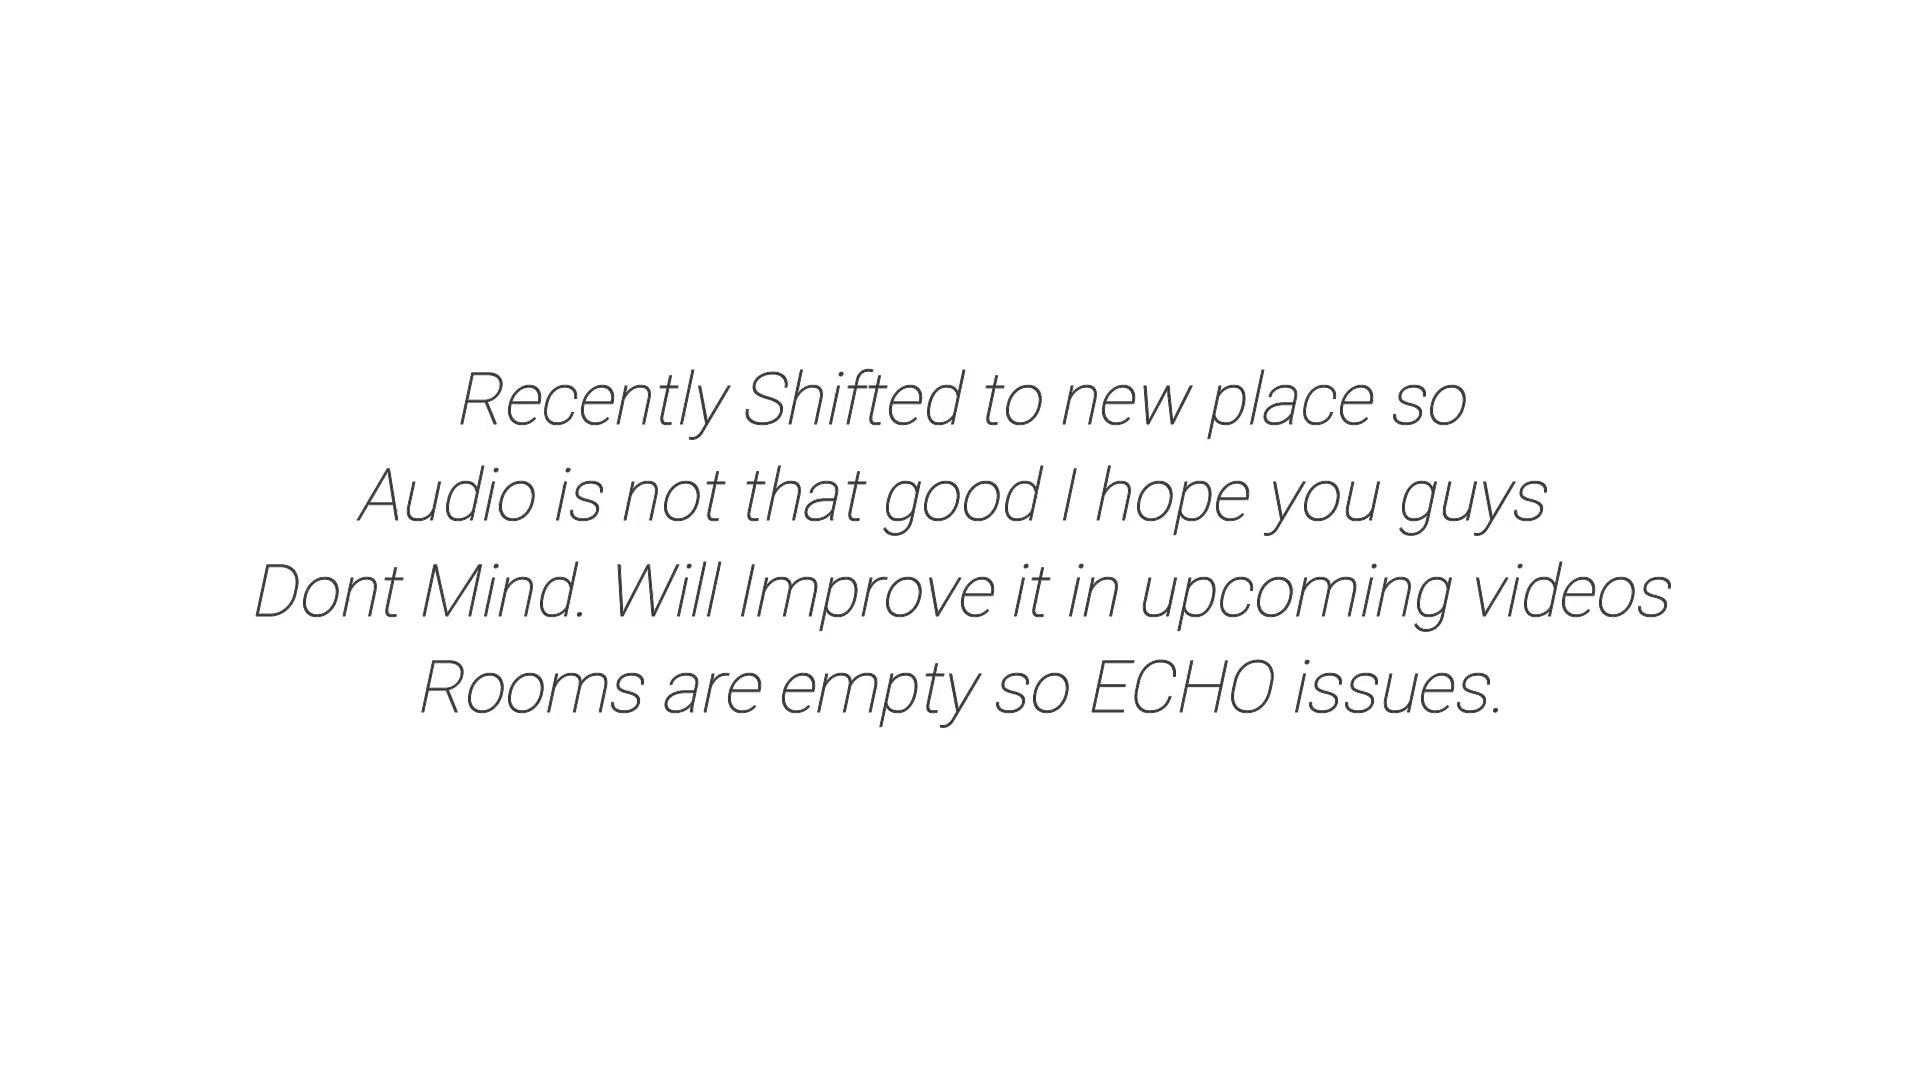 Recently Shifted to new place so
Audio is not that good I hope you guys
Dont Mind. Will Improve it in upcoming videos
Rooms are empty so ECHO issues.